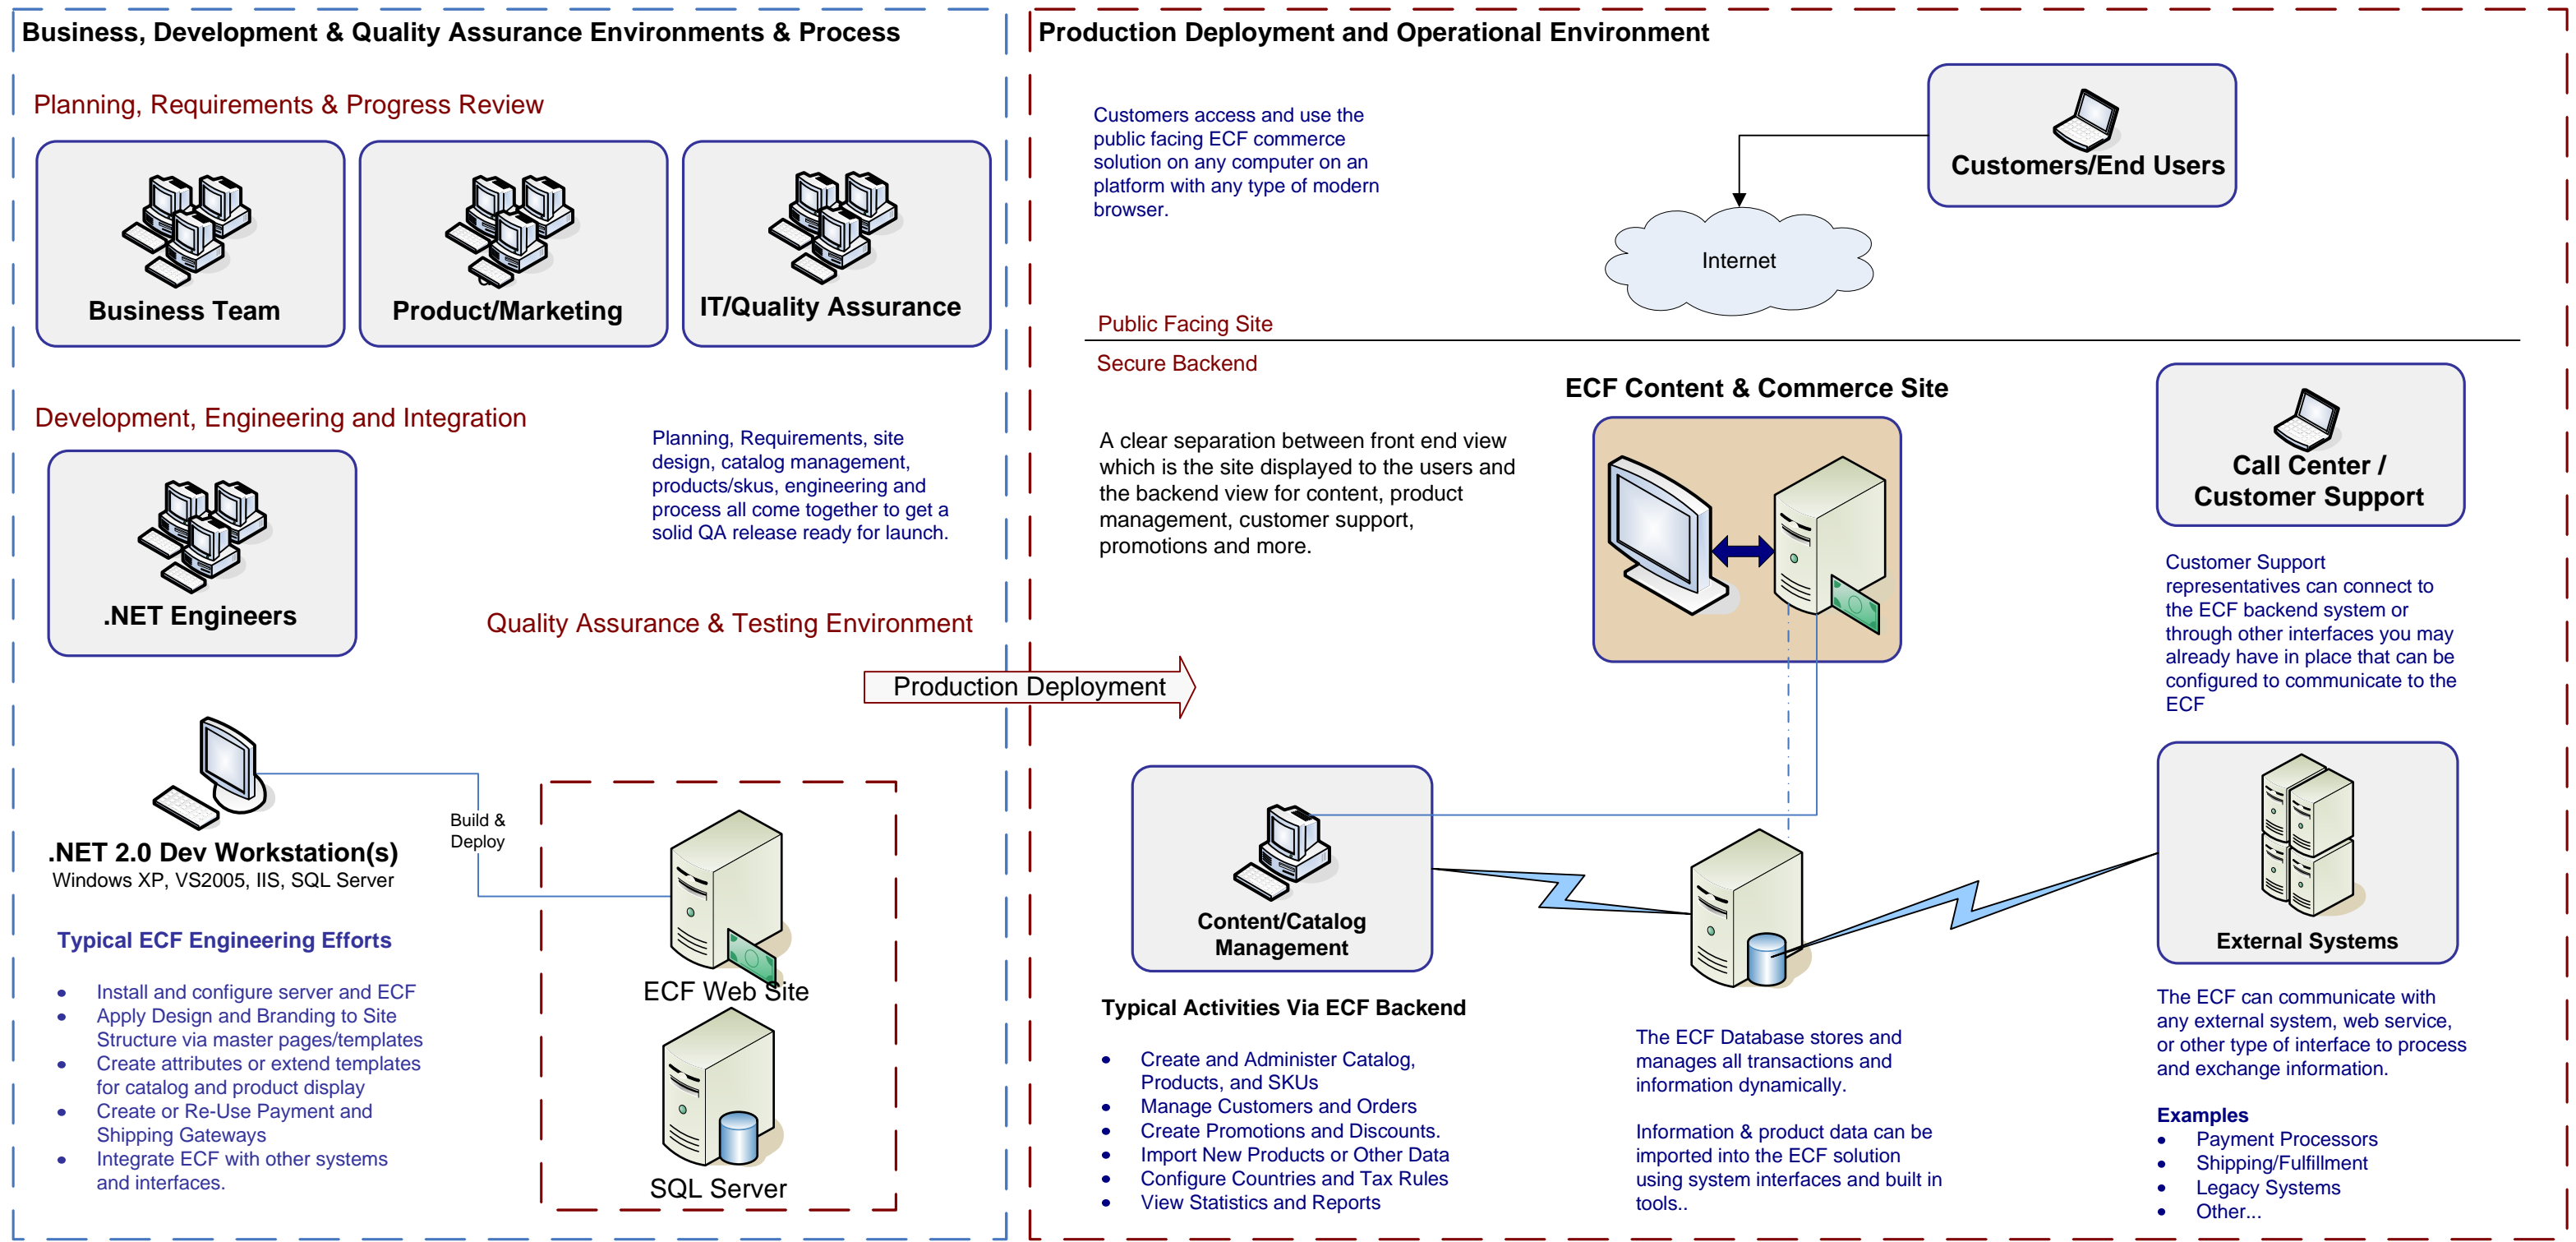 Business, Development & Quality Assurance Environments & Process
Planning, Requirements & Progress Review
Business Team
Product/Marketing
IT/Quality Assurance
Development, Engineering and Integration
.NET Engineers
Planning, Requirements, site
design, catalog management,
products/skus, engineering and
process all come together to get a
solid QA release ready for launch.
Quality Assurance & Testing Environment
Production Deployment
.NET 2.0 Dev Workstation(s)
Windows XP, VS2005, IIS, SQL Server
Build &
Deploy
Typical ECF Engineering Efforts
• Install and configure server and ECF
• Apply Design and Branding to Site
Structure via master pages/templates
• Create attributes or extend templates
for catalog and product display
• Create or Re-Use Payment and
Shipping Gateways
• Integrate ECF with other systems
and interfaces.
ECF Web Site
SQL Server
Production Deployment and Operational Environment
Customers access and use the
public facing ECF commerce
solution on any computer on an
platform with any type of modern
browser.
Customers/End Users
Internet
Public Facing Site
Secure Backend
A clear separation between front end view
which is the site displayed to the users and
the backend view for content, product
management, customer support,
promotions and more.
ECF Content & Commerce Site
Call Center /
Customer Support
Customer Support
representatives can connect to
the ECF backend system or
through other interfaces you may
already have in place that can be
configured to communicate to the
ECF
Content/Catalog
Management
Typical Activities Via ECF Backend
• Create and Administer Catalog,
Products, and SKUs
• Manage Customers and Orders
• Create Promotions and Discounts.
• Import New Products or Other Data
• Configure Countries and Tax Rules
• View Statistics and Reports
The ECF Database stores and
manages all transactions and
information dynamically.
Information & product data can be
imported into the ECF solution
using system interfaces and built in
tools..
External Systems
The ECF can communicate with
any external system, web service,
or other type of interface to process
and exchange information.
Examples
• Payment Processors
• Shipping/Fulfillment
• Legacy Systems
• Other...